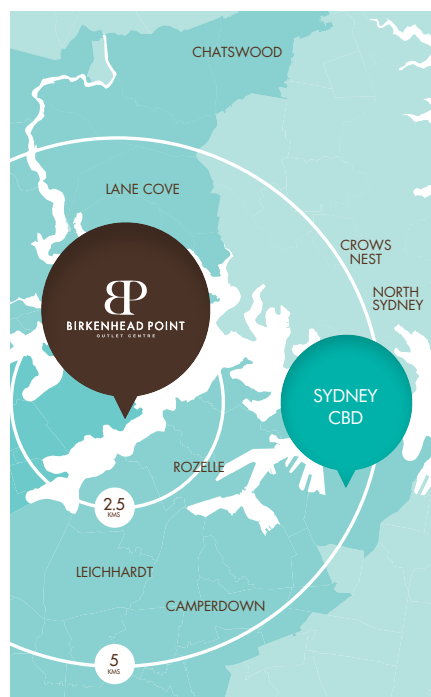 CHATSWOOD
LANE COVE
CROWS
NEST
NORTH
SYDNEY
BP
BIRKENHEAD POINT
OUTLET CENTRE
SYDNEY
CBD
ROZELLE
2.5
KMS
LEICHHARDT
CAMPERDOWN
5
KMS